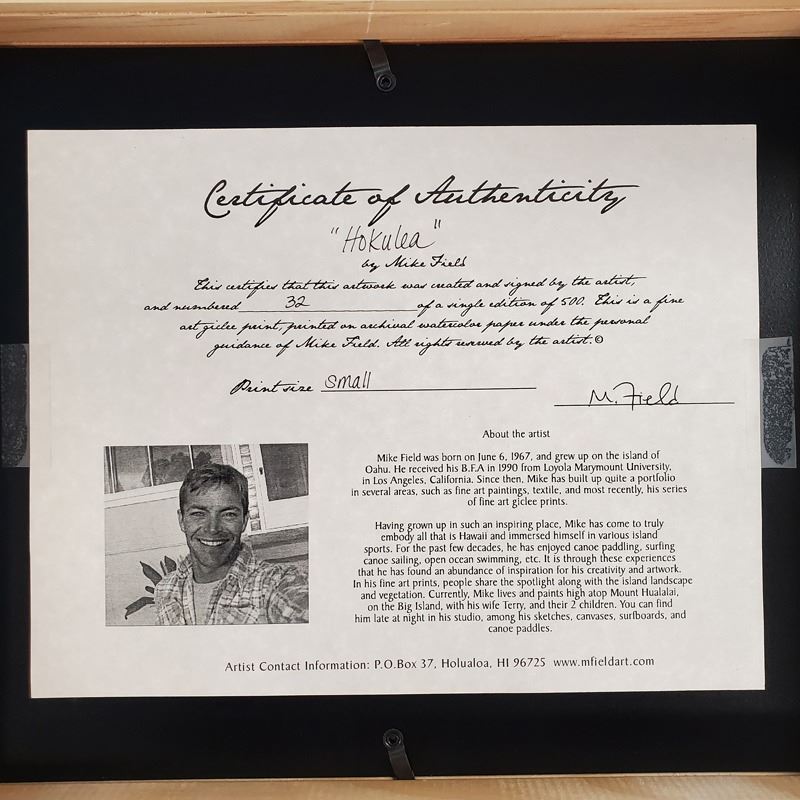 Certificate of Authenticity
"Hokulea"
by Mike Field
This certifies that this artwork was created and signed by the artist,
and numbered 32 of a single edition of 500. This is a fine
art giclee print, printed on archival watercolor paper under the personal
guidance of Mike Field. All rights reserved by the artist.©
Print size small
M. Field
About the artist
Mike Field was born on June 6, 1967, and grew up on the island of
Oahu. He received his B.F.A in 1990 from Loyola Marymount University,
in Los Angeles, California. Since then, Mike has built up quite a portfolio
in several areas, such as fine art paintings, textile, and most recently, his series
of fine art giclee prints.
Having grown up in such an inspiring place, Mike has come to truly
embody all that is Hawaii and immersed himself in various island
sports. For the past few decades, he has enjoyed canoe paddling, surfing
canoe sailing, open ocean swimming, etc. It is through these experiences
that he has found an abundance of inspiration for his creativity and artwork.
In his fine art prints, people share the spotlight along with the island landscape
and vegetation. Currently, Mike lives and paints high atop Mount Hualalai,
on the Big Island, with his wife Terry, and their 2 children. You can find
him late at night in his studio, among his sketches, canvases, surfboards, and
canoe paddles.
Artist Contact Information: P.O.Box 37, Holualoa, HI 96725 www.mfieldart.com